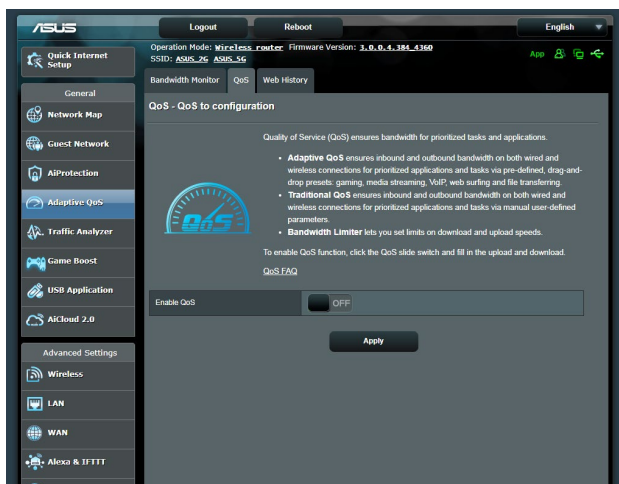 ASUS
Logout
Reboot
English
Quick Internet
Setup
Operation Mode: Wireless router Firmware Version: 3.0.0.4.384_4360
SSID: ASUS_2G ASUS_5G
App
Bandwidth Monitor
QoS
Web History
General
Network Map
Guest Network
AiProtection
Adaptive QoS
Traffic Analyzer
Game Boost
USB Application
AiCloud 2.0
Advanced Settings
Wireless
LAN
WAN
Alexa & IFTTT
QoS - QoS to configuration
Quality of Service (QoS) ensures bandwidth for prioritized tasks and applications.
• Adaptive QoS ensures inbound and outbound bandwidth on both wired and
wireless connections for prioritized applications and tasks via pre-defined, drag-and-
drop presets: gaming, media streaming, VoIP, web surfing and file transferring.
• Traditional QoS ensures inbound and outbound bandwidth on both wired and
wireless connections for prioritized applications and tasks via manual user-defined
parameters.
• Bandwidth Limiter lets you set limits on download and upload speeds.
QoS
To enable QoS function, click the QoS slide switch and fill in the upload and download.
QoS FAQ
Enable QoS
OFF
Apply